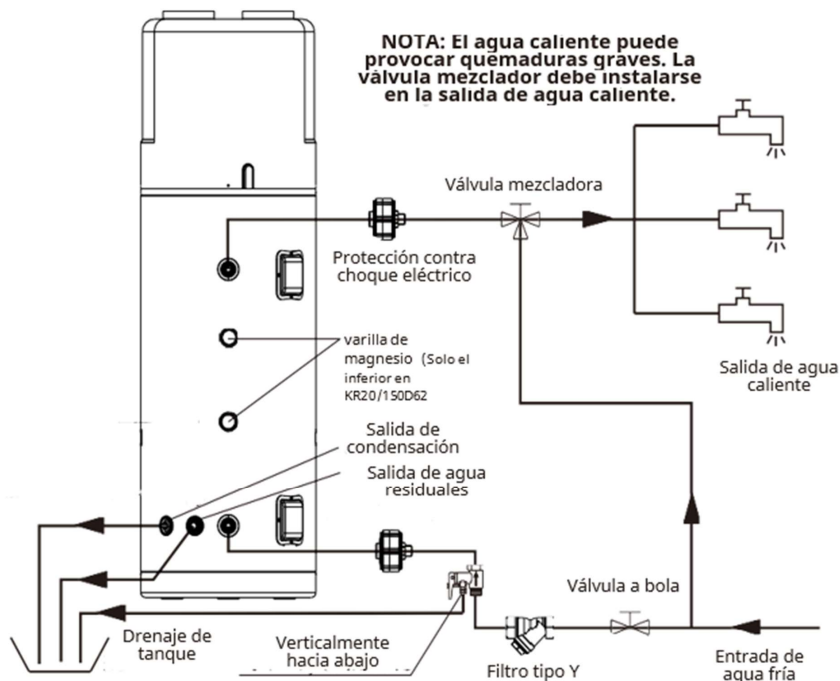 NOTA: El agua caliente puede
provocar quemaduras graves. La
válvula mezclador debe instalarse
en la salida de agua caliente.
Válvula mezcladora
Protección contra
choque eléctrico
varilla de
magnesio (Solo el
inferior en
KR20/150D62
Salida de agua
caliente
Salida de
condensación
Salida de agua
residuales
Válvula a bola
Drenaje de
tanque
Verticalmente
hacia abajo
Filtro tipo Y
Entrada de
agua fría